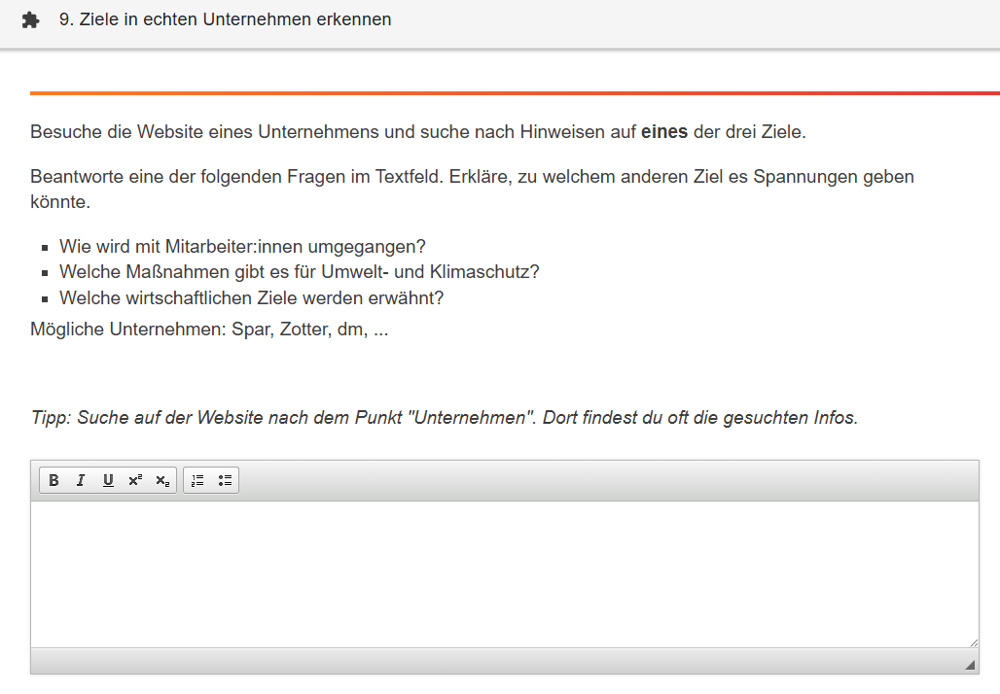 9. Ziele in echten Unternehmen erkennen
Besuche die Website eines Unternehmens und suche nach Hinweisen auf eines der drei Ziele.
Beantworte eine der folgenden Fragen im Textfeld. Erkläre, zu welchem anderen Ziel es Spannungen geben
könnte.
▪ Wie wird mit Mitarbeiter:innen umgegangen?
▪ Welche Maßnahmen gibt es für Umwelt- und Klimaschutz?
▪ Welche wirtschaftlichen Ziele werden erwähnt?
Mögliche Unternehmen: Spar, Zotter, dm, ...
Tipp: Suche auf der Website nach dem Punkt "Unternehmen". Dort findest du oft die gesuchten Infos.
B I U x² x₂